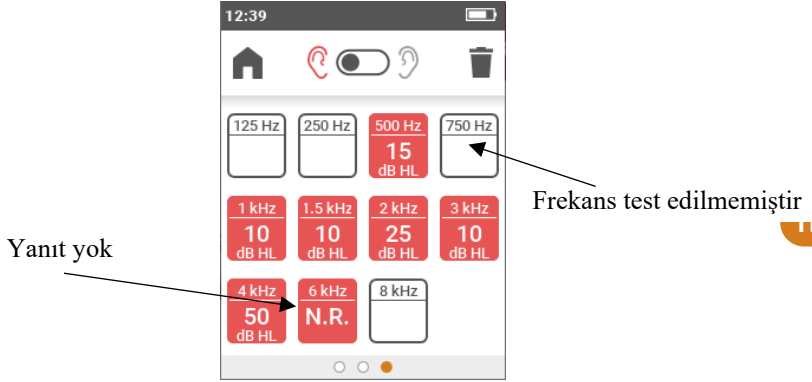 12:39
125 Hz 250 Hz 500 Hz 750 Hz
15
dB HL
Frekans test edilmemiştir
1 kHz 1.5 kHz 2 kHz 3 kHz
10 10 25 10
dB HL dB HL dB HL dB HL
Yanıt yok
4 kHz 6 kHz 8 kHz
50 N.R.
dB HL